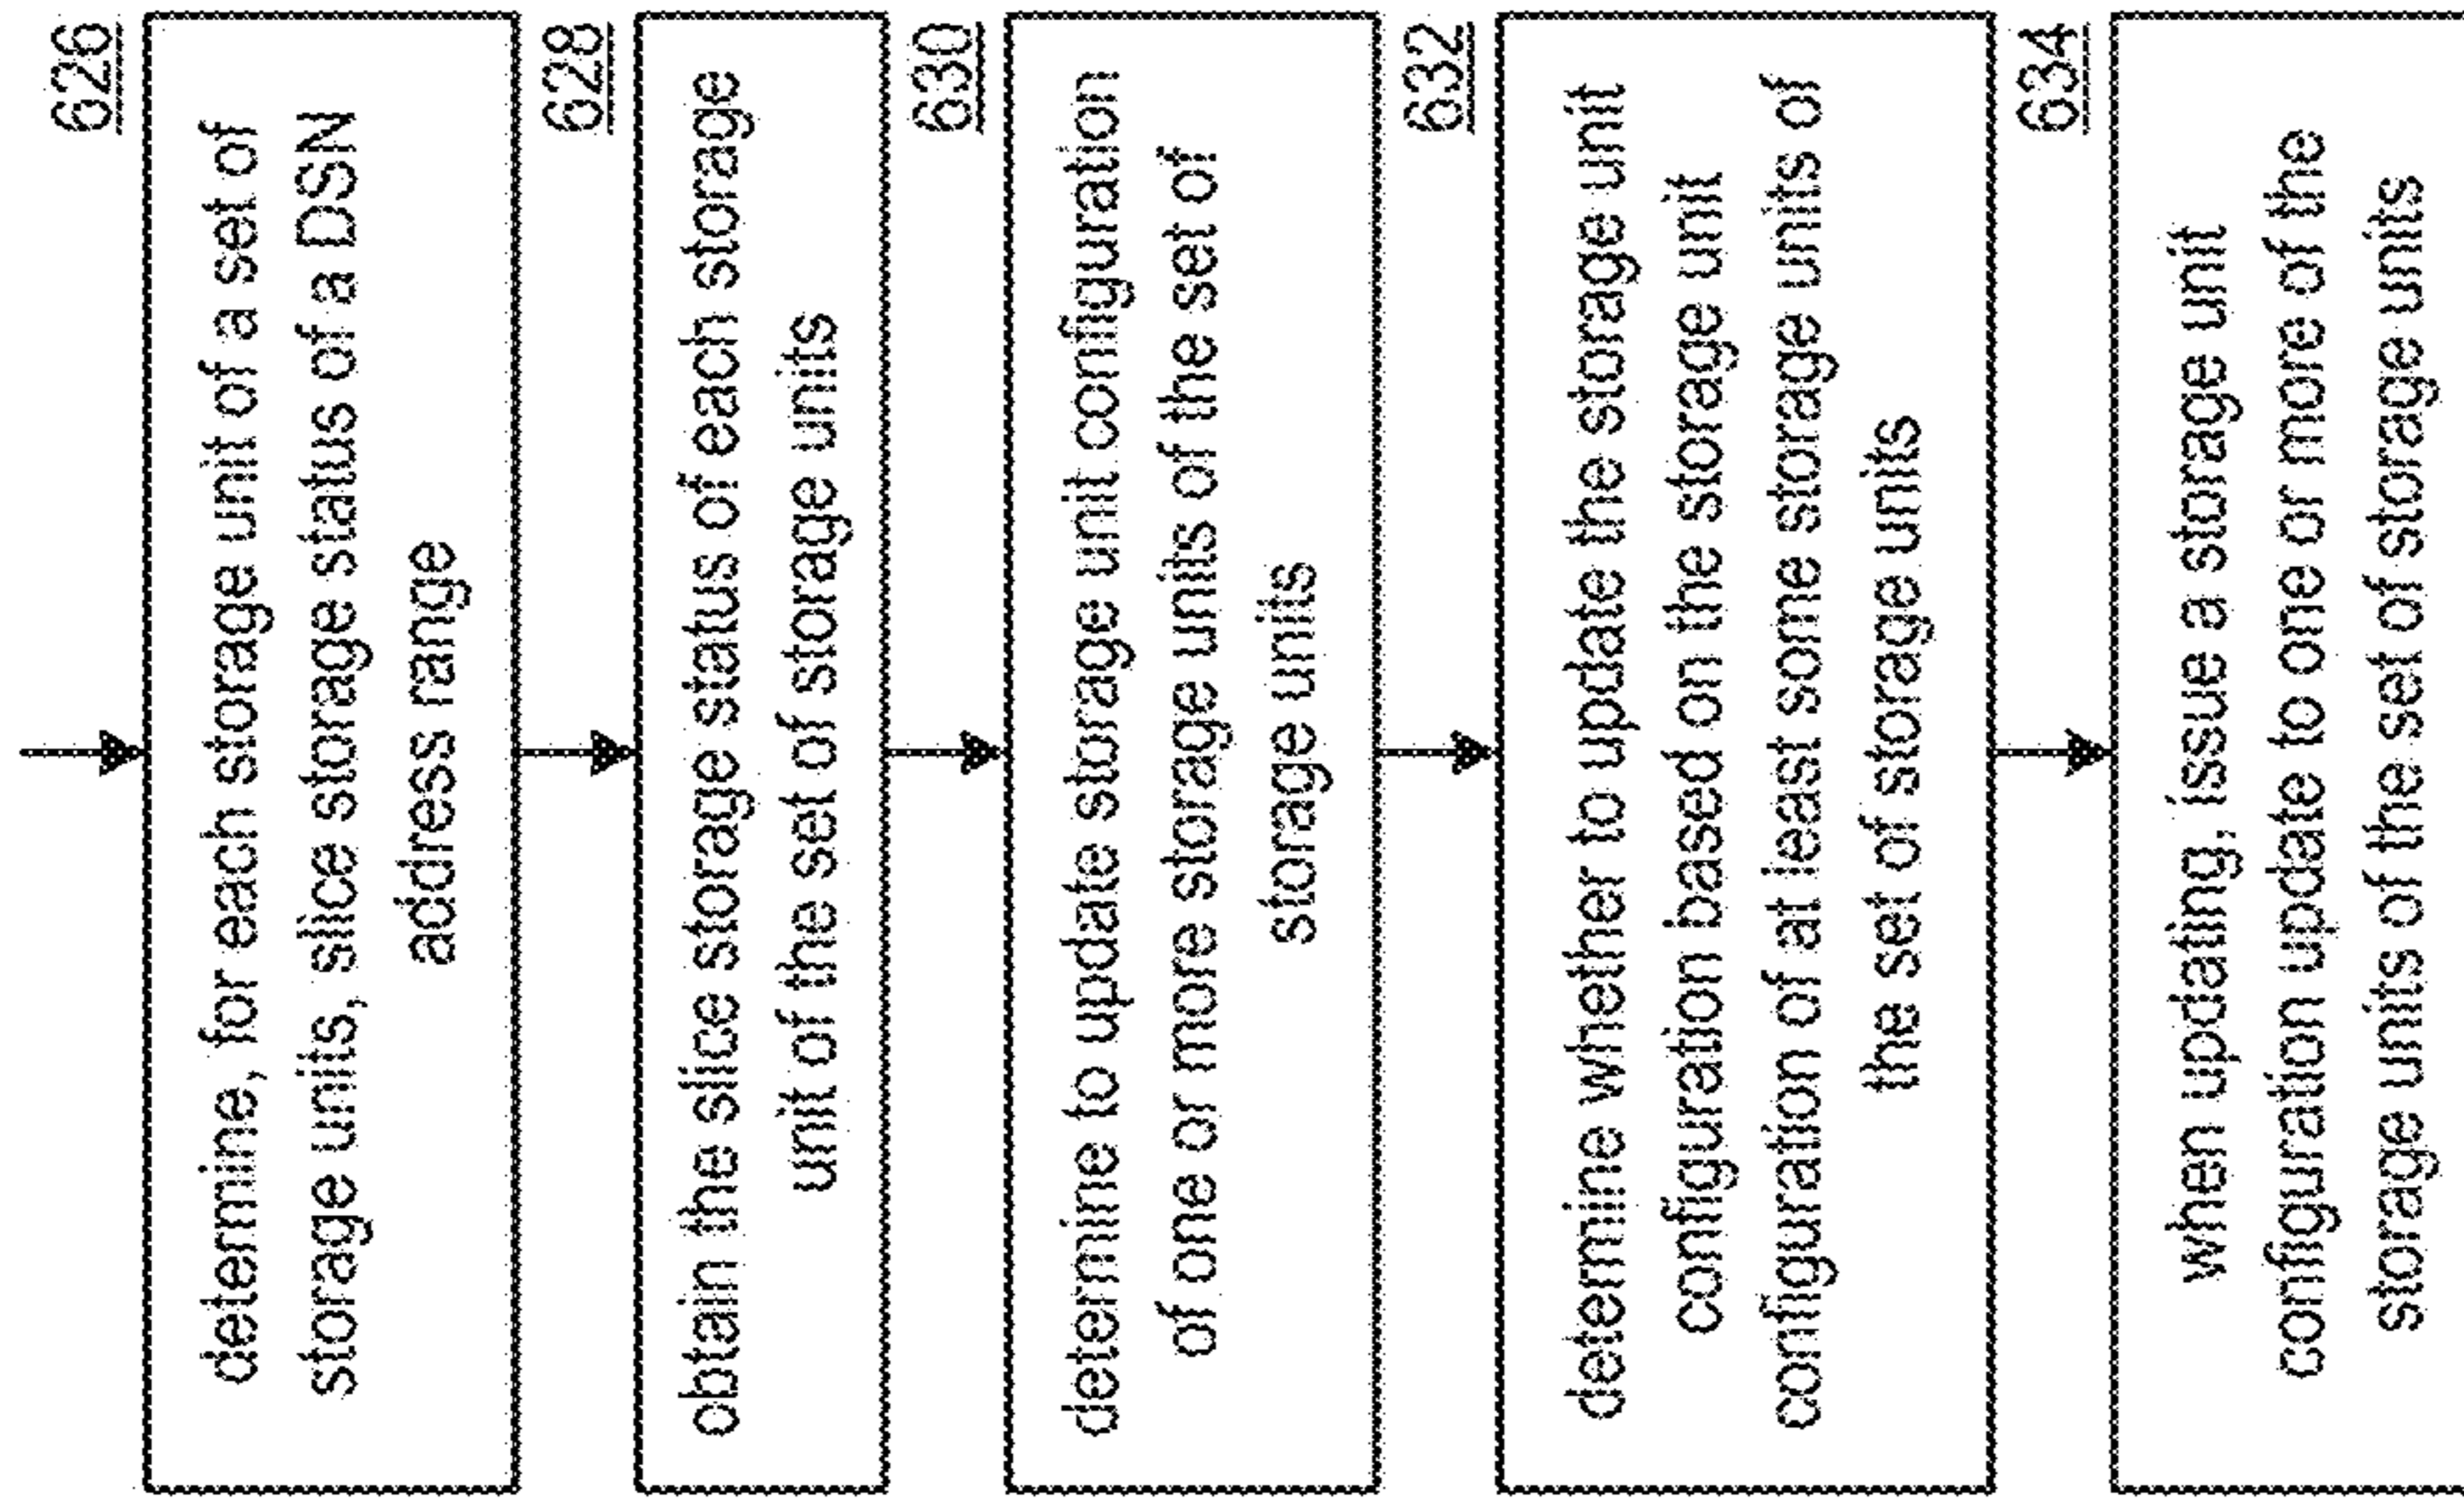 626
determine, for each storage unit of a set of
storage units, slice storage status of a DSN
address range
628
obtain the slice storage status of each storage
unit of the set of storage units
630
determine to update storage unit configuration
of one or more storage units of the set of
storage units
632
determine whether to update the storage unit
configuration based on the storage unit
configuration of at least some storage units of
the set of storage units
634
when updating, issue a storage unit
configuration update to one or more of the
storage units of the set of storage units